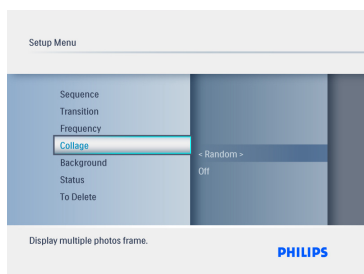 Setup Menu
Sequence
Transition
Frequency
Collage
Background
Status
To Delete
< Random >
Off
Display multiple photos frame.
PHILIPS